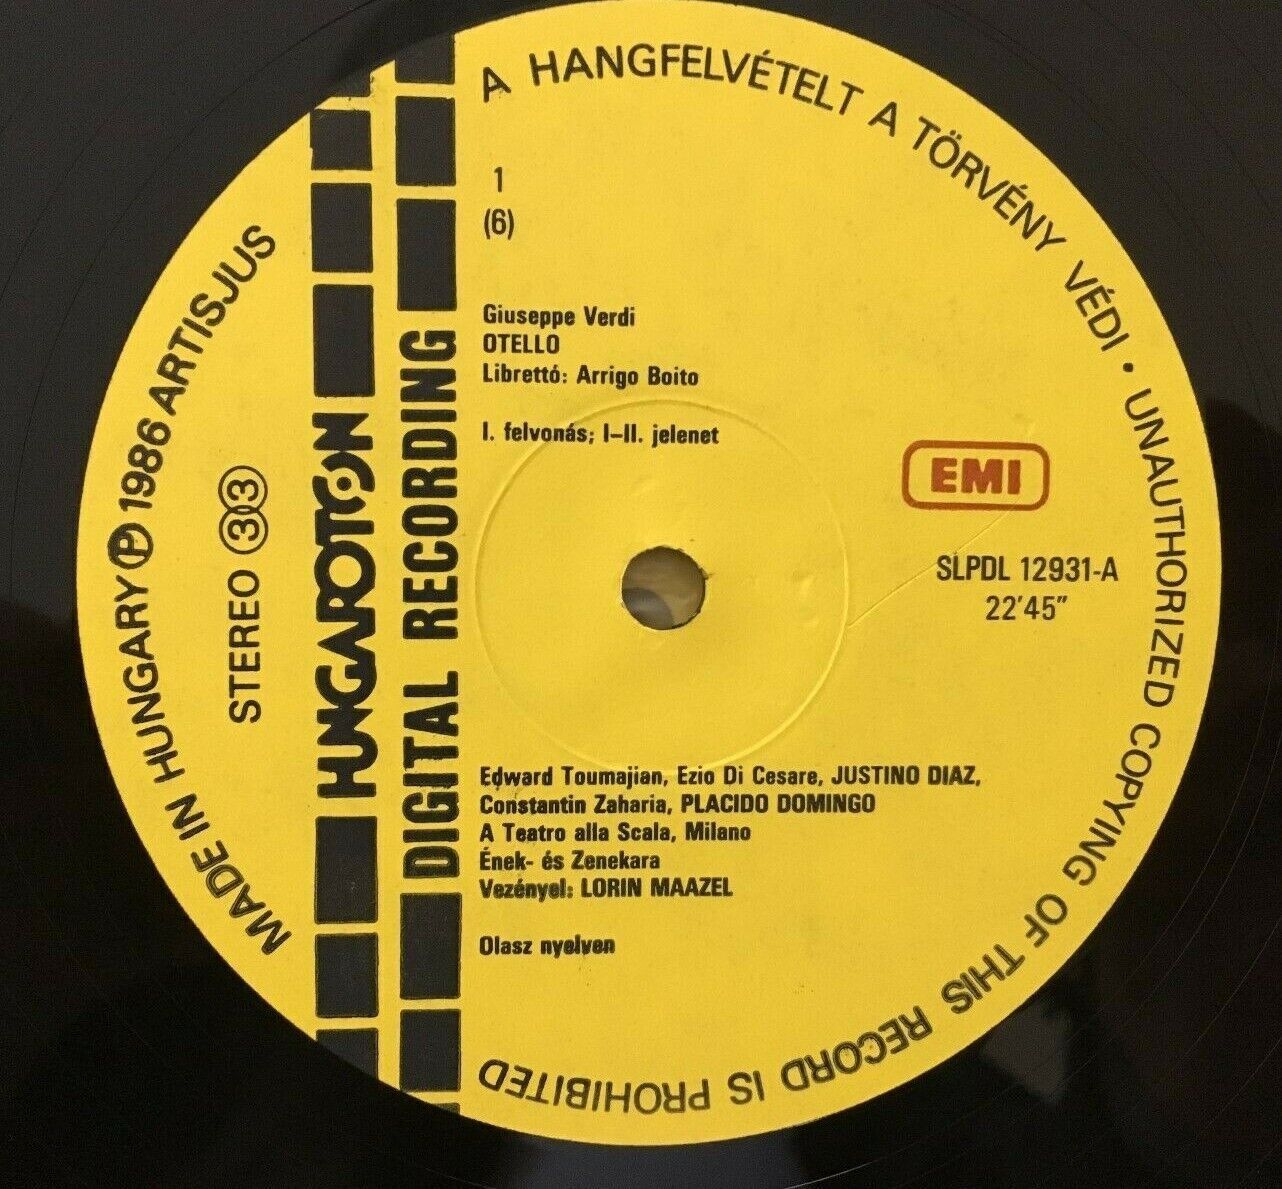 A HANGFELVÉTELT A TÖRVÉNY VÉDI · UNAUTHORIZED COPYING OF THIS RECORD IS PROHIBITED
MADE IN HUNGARY Ⓟ 1986 ARTISJUS
STEREO 33
HUNGAROTON
DIGITAL RECORDING
1
(6)
Giuseppe Verdi
OTELLO
Librettó: Arrigo Boito
I. felvonás; I–II. jelenet
EMI
SLPDL 12931-A
22'45"
Edward Toumajian, Ezio Di Cesare, JUSTINO DIAZ,
Constantin Zaharia, PLACIDO DOMINGO
A Teatro alla Scala, Milano
Ének- és Zenekara
Vezényel: LORIN MAAZEL
Olasz nyelven